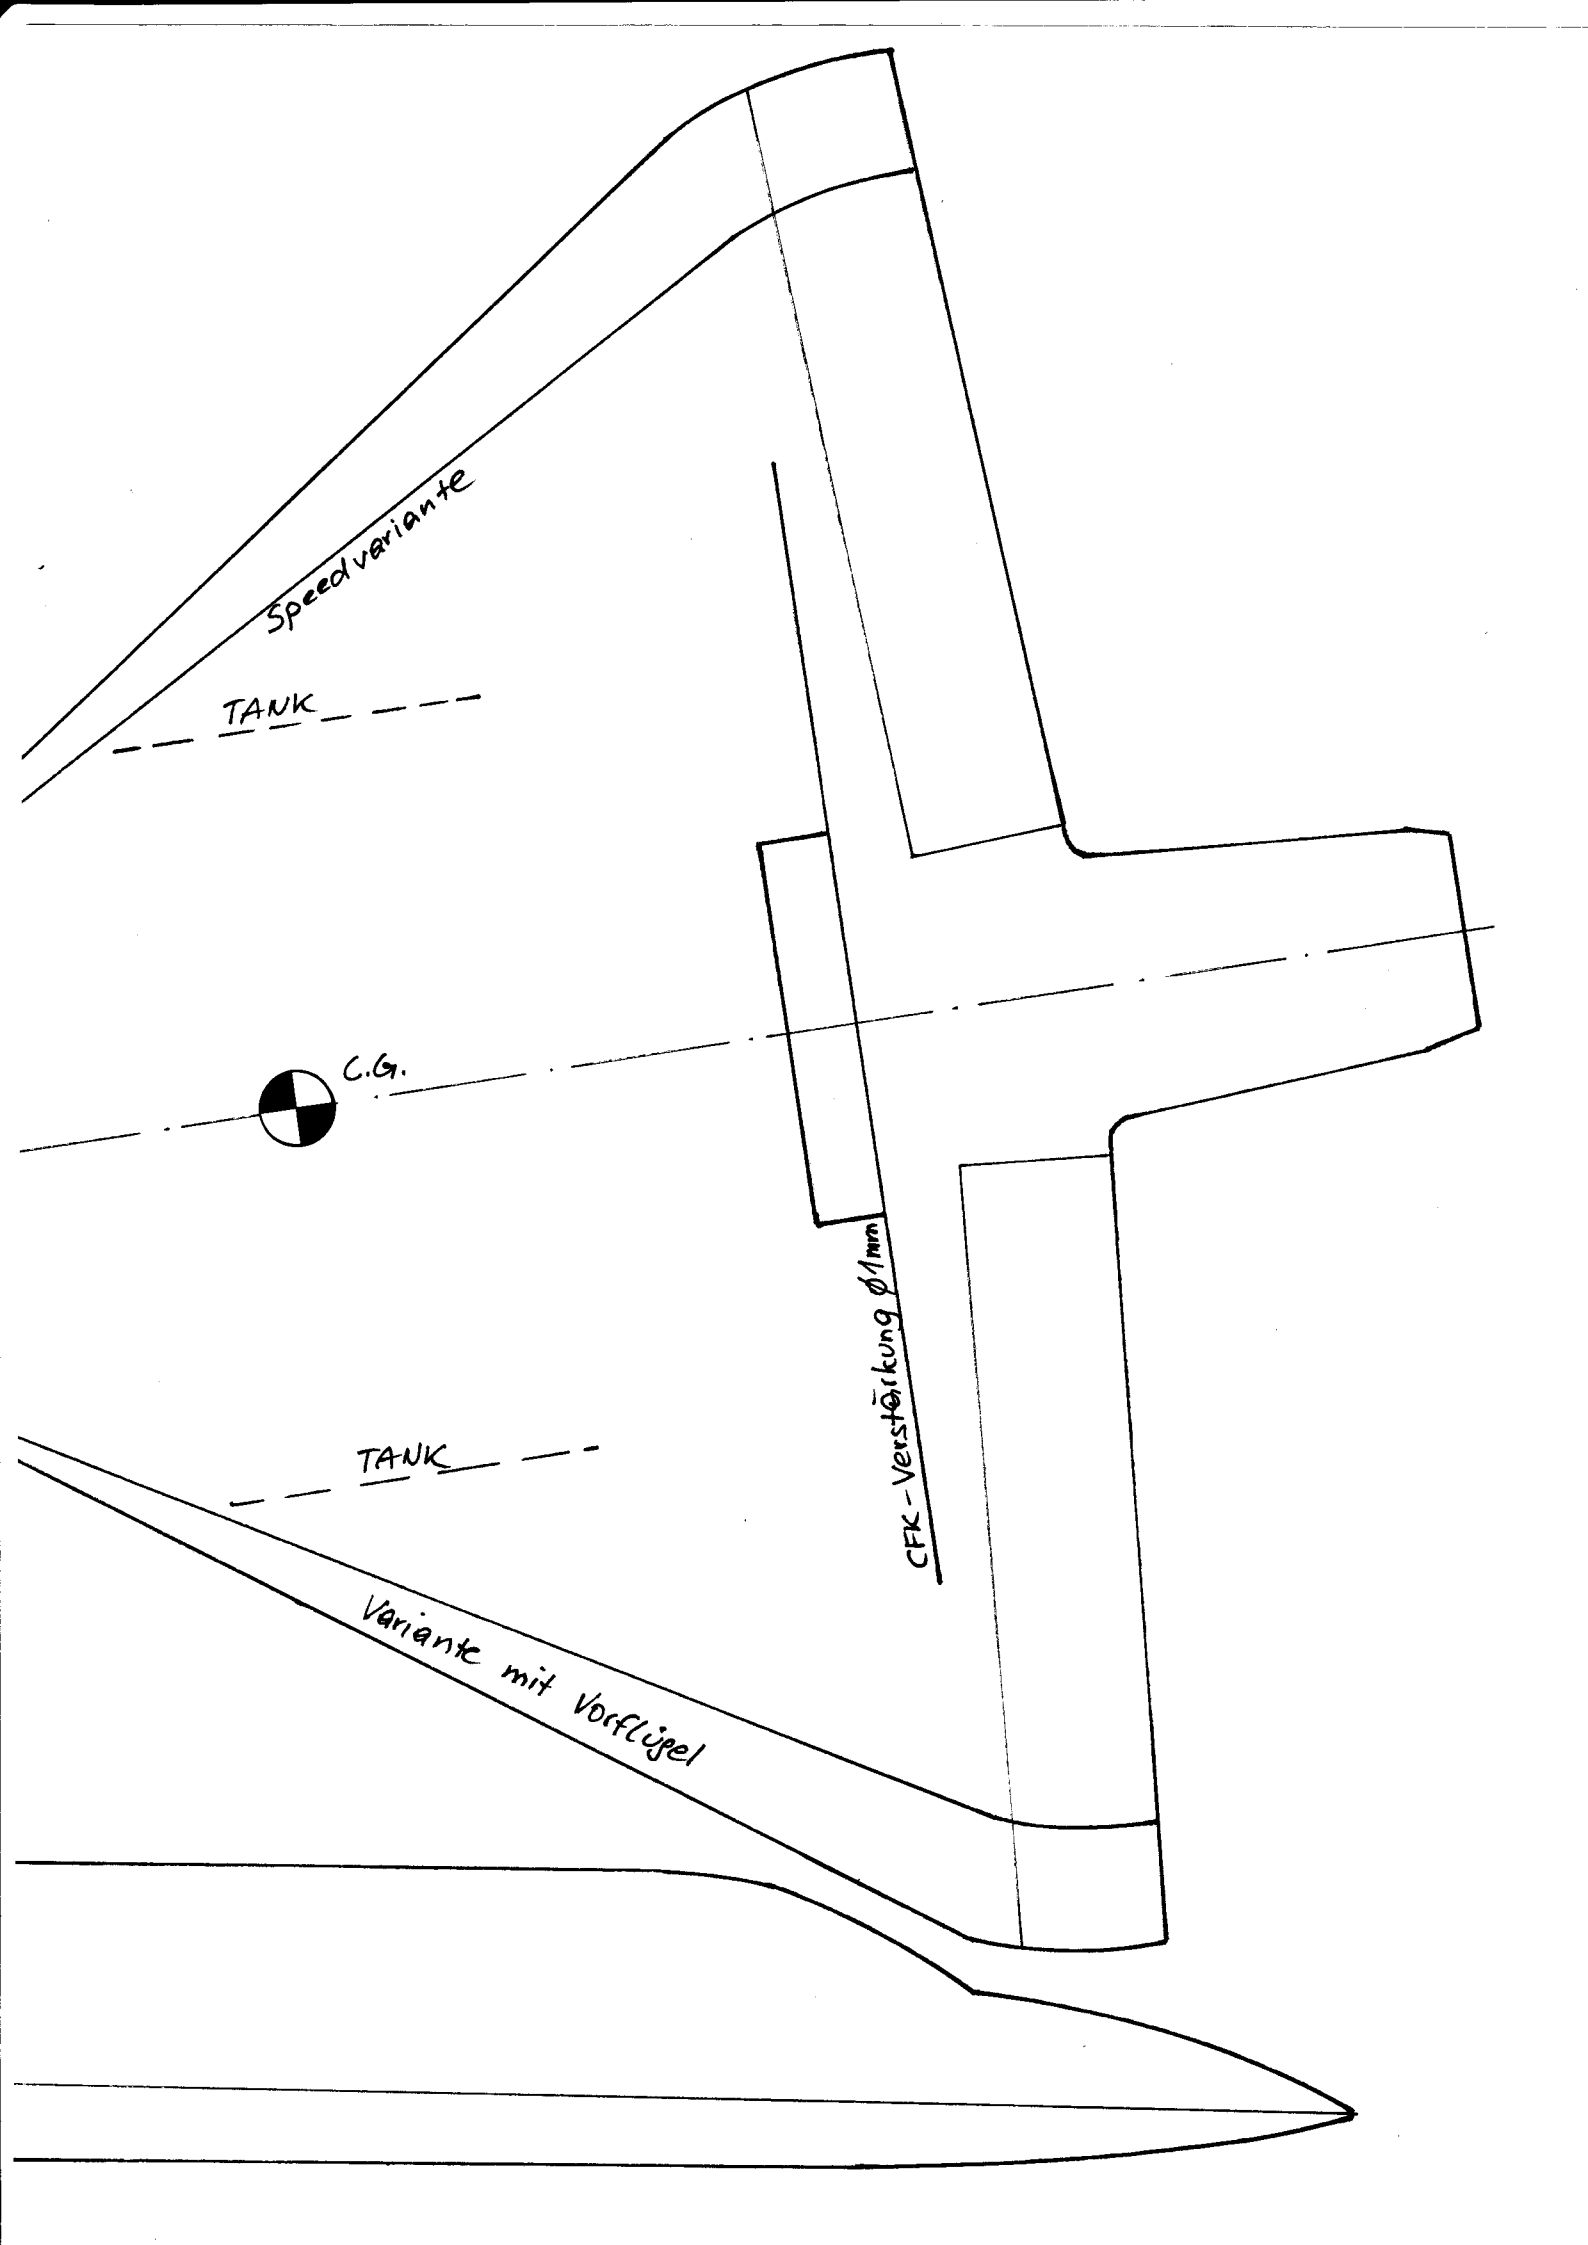 Speedvariante
TANK
C.G.
CFK-Verstärkung ø1mm
TANK
Variante mit Vorflügel